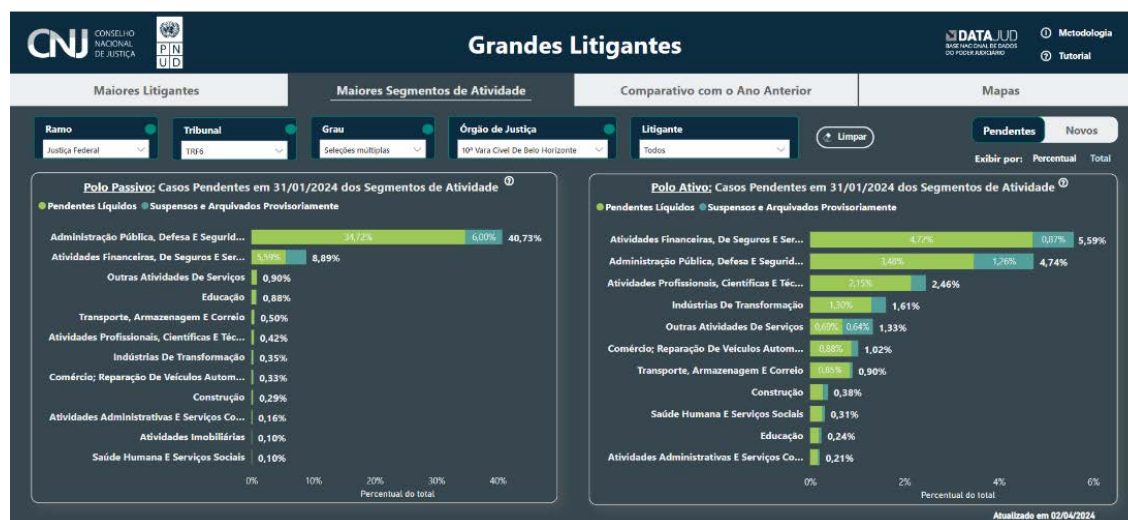 CNJ CONSELHO NACIONAL DE JUSTIÇA
PNUD
Grandes Litigantes
DATAJUD
BASE NACIONAL DE DADOS
DO PODER JUDICIÁRIO
Metodologia
Tutorial
Maiores Litigantes
Maiores Segmentos de Atividade
Comparativo com o Ano Anterior
Mapas
Ramo
Justiça Federal
Tribunal
TRF6
Grau
Seleções múltiplas
Órgão de Justiça
10ª Vara Cível De Belo Horizonte
Litigante
Todos
Limpar
Pendentes
Novos
Exibir por: Percentual Total
Polo Passivo: Casos Pendentes em 31/01/2024 dos Segmentos de Atividade
Pendentes Líquidos Suspensos e Arquivados Provisoriamente
Administração Pública, Defesa E Segurid... 34,72% 6,00% 40,73%
Atividades Financeiras, De Seguros E Ser... 5,59% 8,89%
Outras Atividades De Serviços 0,90%
Educação 0,88%
Transporte, Armazenagem E Correio 0,50%
Atividades Profissionais, Científicas E Téc... 0,42%
Indústrias De Transformação 0,35%
Comércio; Reparação De Veículos Autom... 0,33%
Construção 0,29%
Atividades Administrativas E Serviços Co... 0,16%
Atividades Imobiliárias 0,10%
Saúde Humana E Serviços Sociais 0,10%
0% 10% 20% 30% 40%
Percentual do total
Polo Ativo: Casos Pendentes em 31/01/2024 dos Segmentos de Atividade
Pendentes Líquidos Suspensos e Arquivados Provisoriamente
Atividades Financeiras, De Seguros E Ser... 4,77% 0,87% 5,59%
Administração Pública, Defesa E Segurid... 3,48% 1,26% 4,74%
Atividades Profissionais, Científicas E Téc... 2,15% 2,46%
Indústrias De Transformação 1,30% 1,61%
Outras Atividades De Serviços 0,69% 0,64% 1,33%
Comércio; Reparação De Veículos Autom... 0,88% 1,02%
Transporte, Armazenagem E Correio 0,85% 0,90%
Construção 0,38%
Saúde Humana E Serviços Sociais 0,31%
Educação 0,24%
Atividades Administrativas E Serviços Co... 0,21%
0% 2% 4% 6%
Percentual do total
Atualizado em 02/04/2024